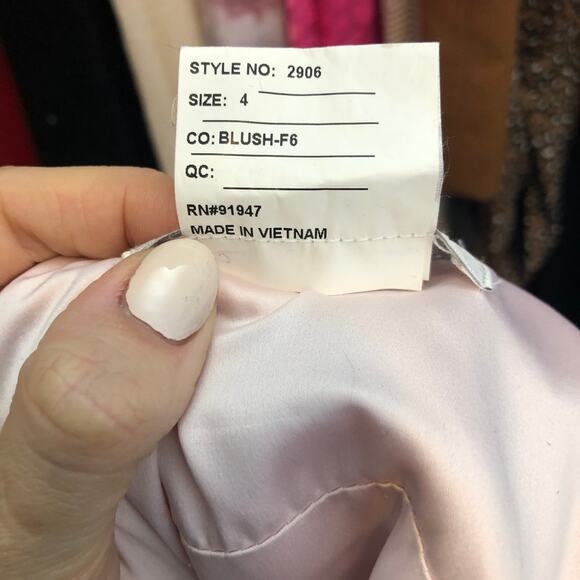 STYLE NO: 2906
SIZE: 4
CO: BLUSH-F6
QC:
RN#91947
MADE IN VIETNAM